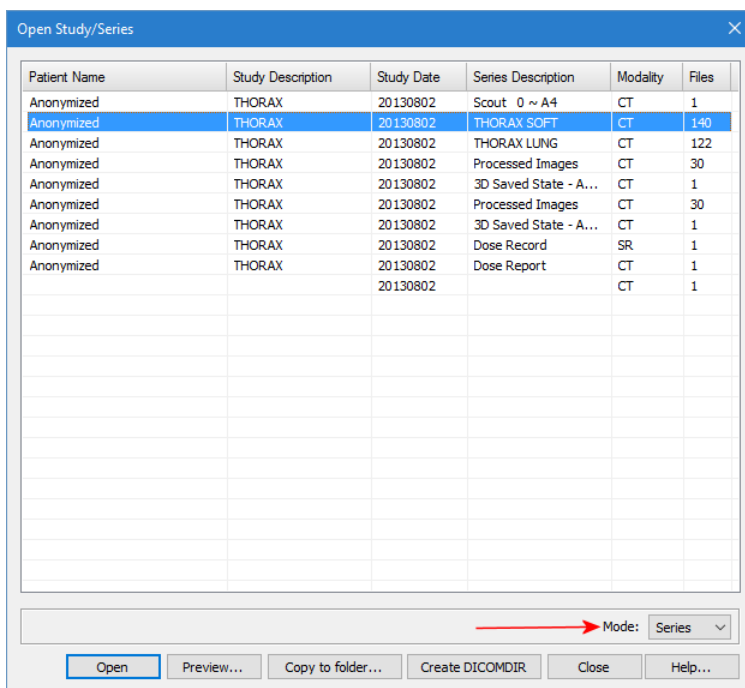 Open Study/Series
Patient Name Study Description Study Date Series Description Modality Files
Anonymized THORAX 20130802 Scout 0 ~ A4 CT 1
Anonymized THORAX 20130802 THORAX SOFT CT 140
Anonymized THORAX 20130802 THORAX LUNG CT 122
Anonymized THORAX 20130802 Processed Images CT 30
Anonymized THORAX 20130802 3D Saved State - A... CT 1
Anonymized THORAX 20130802 Processed Images CT 30
Anonymized THORAX 20130802 3D Saved State - A... CT 1
Anonymized THORAX 20130802 Dose Record SR 1
Anonymized THORAX 20130802 Dose Report CT 1
20130802 CT 1
Mode: Series
Open Preview... Copy to folder... Create DICOMDIR Close Help...